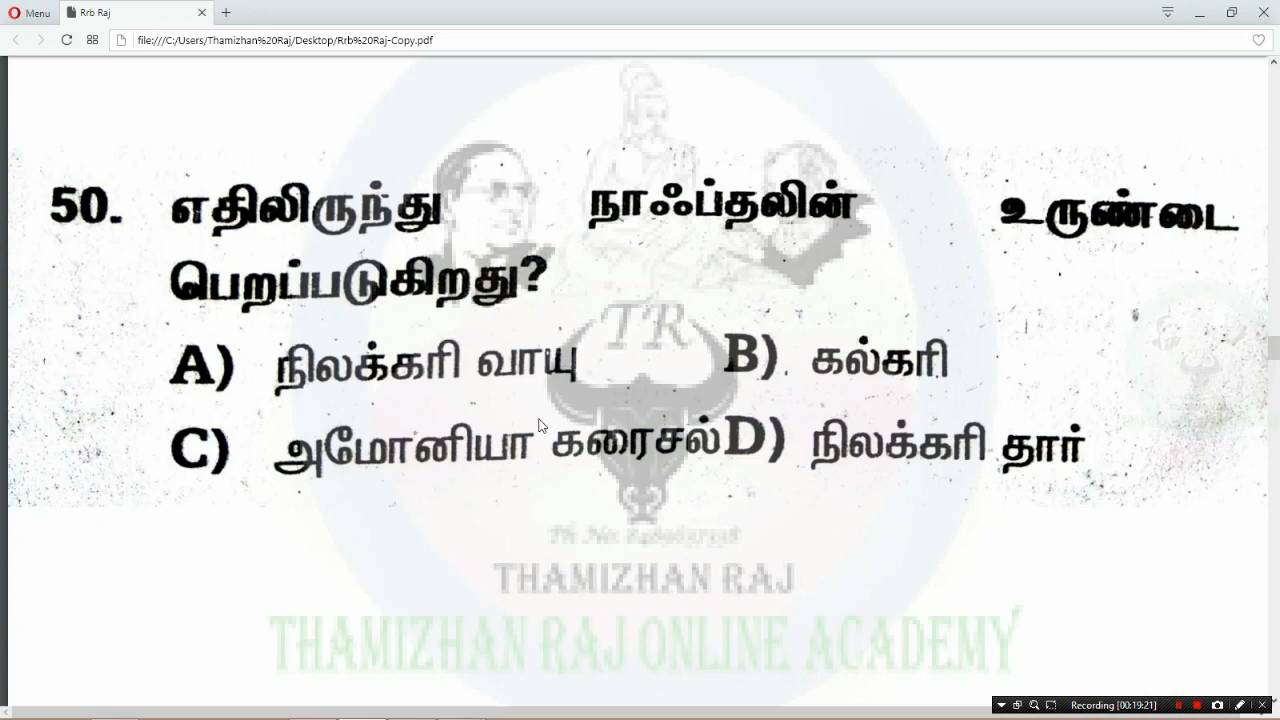 Menu
Rrb Raj
file:///C:/Users/Thamizhan%20Raj/Desktop/Rrb%20Raj-Copy.pdf
50. எதிலிருந்து நாஃப்தலின் உருண்டை
பெறப்படுகிறது?
A) நிலக்கரி வாயு B) கல்கரி
C) அமோனியா கரைசல் D) நிலக்கரி தார்
TR
Ph. No:
THAMIZHAN RAJ
THAMIZHAN RAJ ONLINE ACADEMY
Recording [00:19:21]